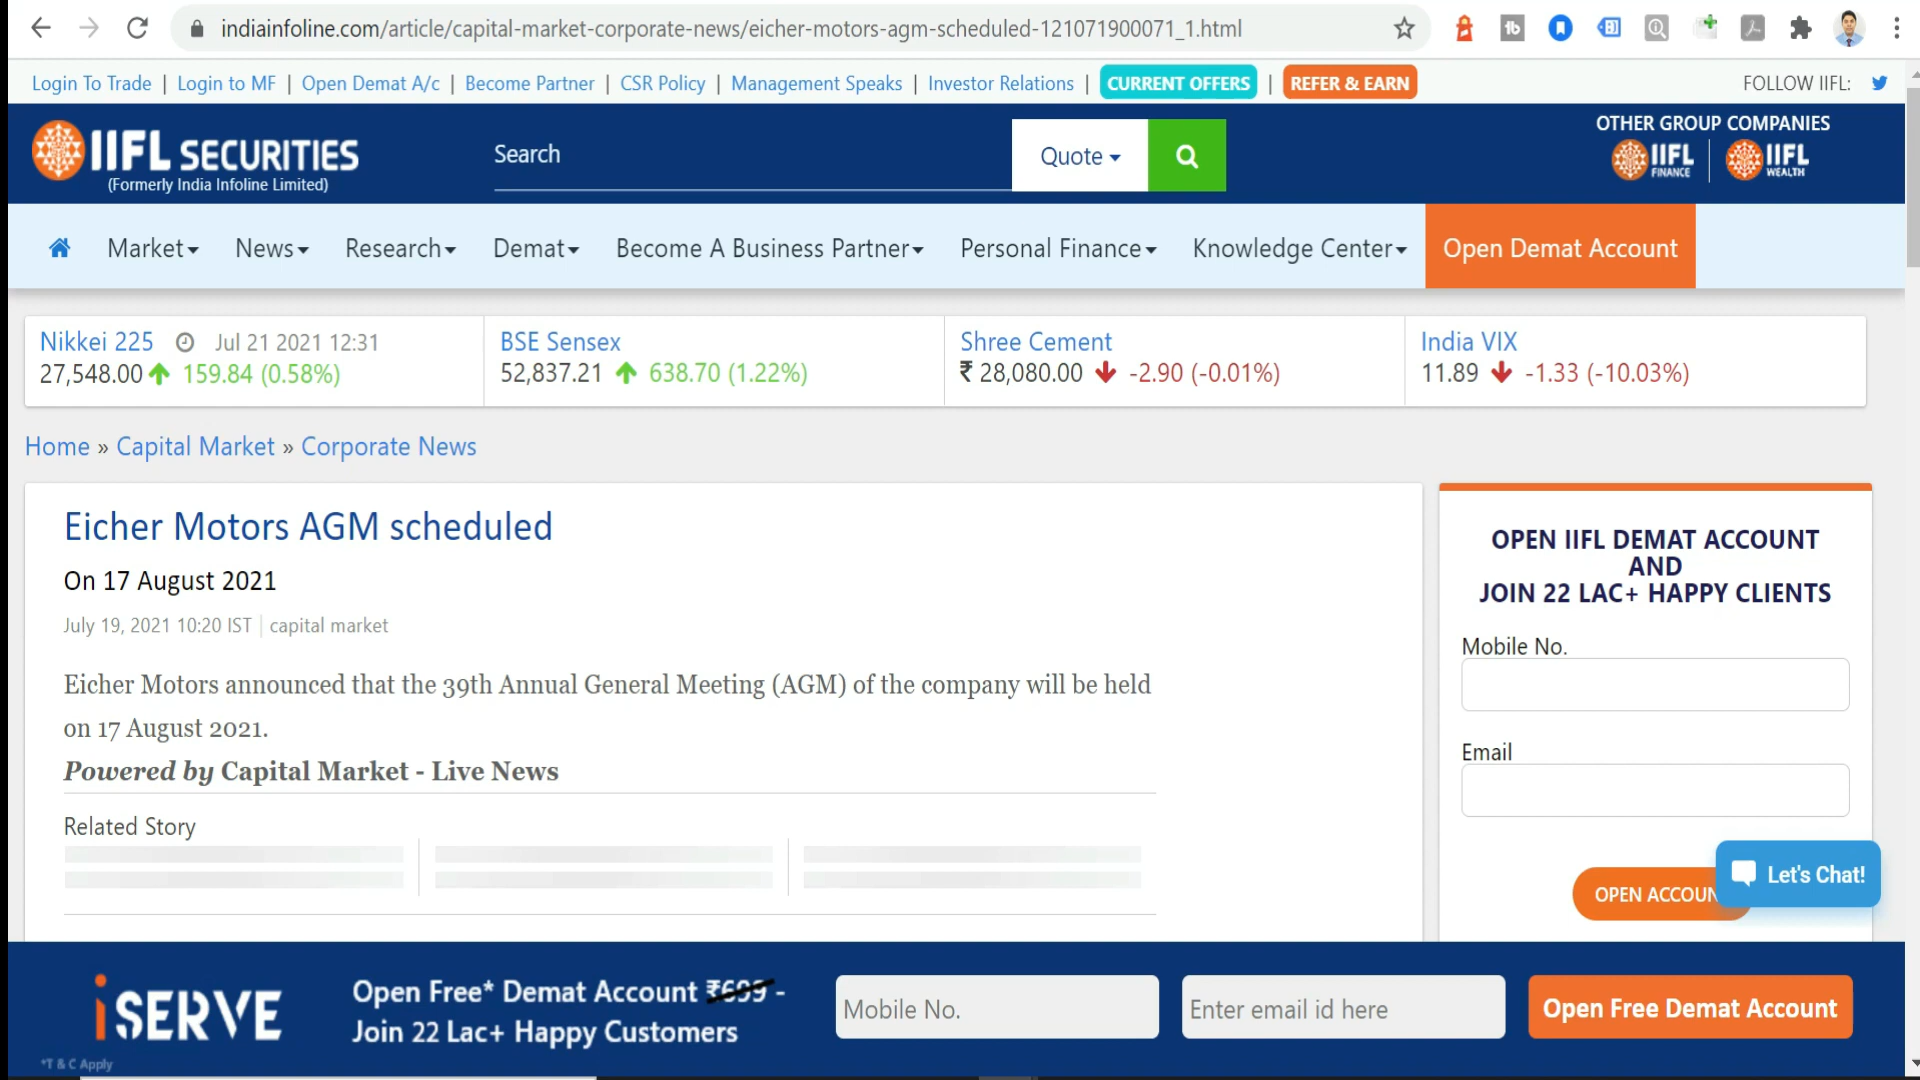 indiainfoline.com/article/capital-market-corporate-news/eicher-motors-agm-scheduled-121071900071_1.html
Login To Trade | Login to MF | Open Demat A/c | Become Partner | CSR Policy | Management Speaks | Investor Relations | CURRENT OFFERS | REFER & EARN FOLLOW IIFL:
IIFL SECURITIES
(Formerly India Infoline Limited)
Search
Quote
OTHER GROUP COMPANIES
IIFL FINANCE
IIFL WEALTH
Market News Research Demat Become A Business Partner Personal Finance Knowledge Center Open Demat Account
Nikkei 225 Jul 21 2021 12:31
27,548.00 159.84 (0.58%)
BSE Sensex
52,837.21 638.70 (1.22%)
Shree Cement
₹ 28,080.00 -2.90 (-0.01%)
India VIX
11.89 -1.33 (-10.03%)
Home » Capital Market » Corporate News
Eicher Motors AGM scheduled
On 17 August 2021
July 19, 2021 10:20 IST | capital market
Eicher Motors announced that the 39th Annual General Meeting (AGM) of the company will be held
on 17 August 2021.
Powered by Capital Market - Live News
Related Story
OPEN IIFL DEMAT ACCOUNT
AND
JOIN 22 LAC+ HAPPY CLIENTS
Mobile No.
Email
OPEN ACCOUN
Let's Chat!
iSERVE
*T & C Apply
Open Free* Demat Account ₹699 -
Join 22 Lac+ Happy Customers
Mobile No.
Enter email id here
Open Free Demat Account